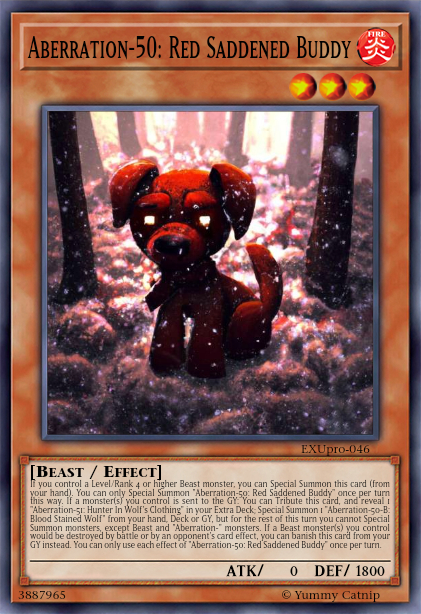 Aberration-50: Red Saddened Buddy
FIRE
炎
EXUpro-046
[Beast / Effect]
If you control a Level/Rank 4 or higher Beast monster, you can Special Summon this card (from
your hand). You can only Special Summon "Aberration-50: Red Saddened Buddy" once per turn
this way. If a monster(s) you control is sent to the GY: You can Tribute this card, and reveal 1
"Aberration-51: Hunter In Wolf's Clothing" in your Extra Deck; Special Summon 1 "Aberration-50-B:
Blood Stained Wolf" from your hand, Deck or GY, but for the rest of this turn you cannot Special
Summon monsters, except Beast and "Aberration-" monsters. If a Beast monster(s) you control
would be destroyed by battle or by an opponent's card effect, you can banish this card from your
GY instead. You can only use each effect of "Aberration-50: Red Saddened Buddy" once per turn.
ATK/ 0 DEF/ 1800
3887965 © Yummy Catnip